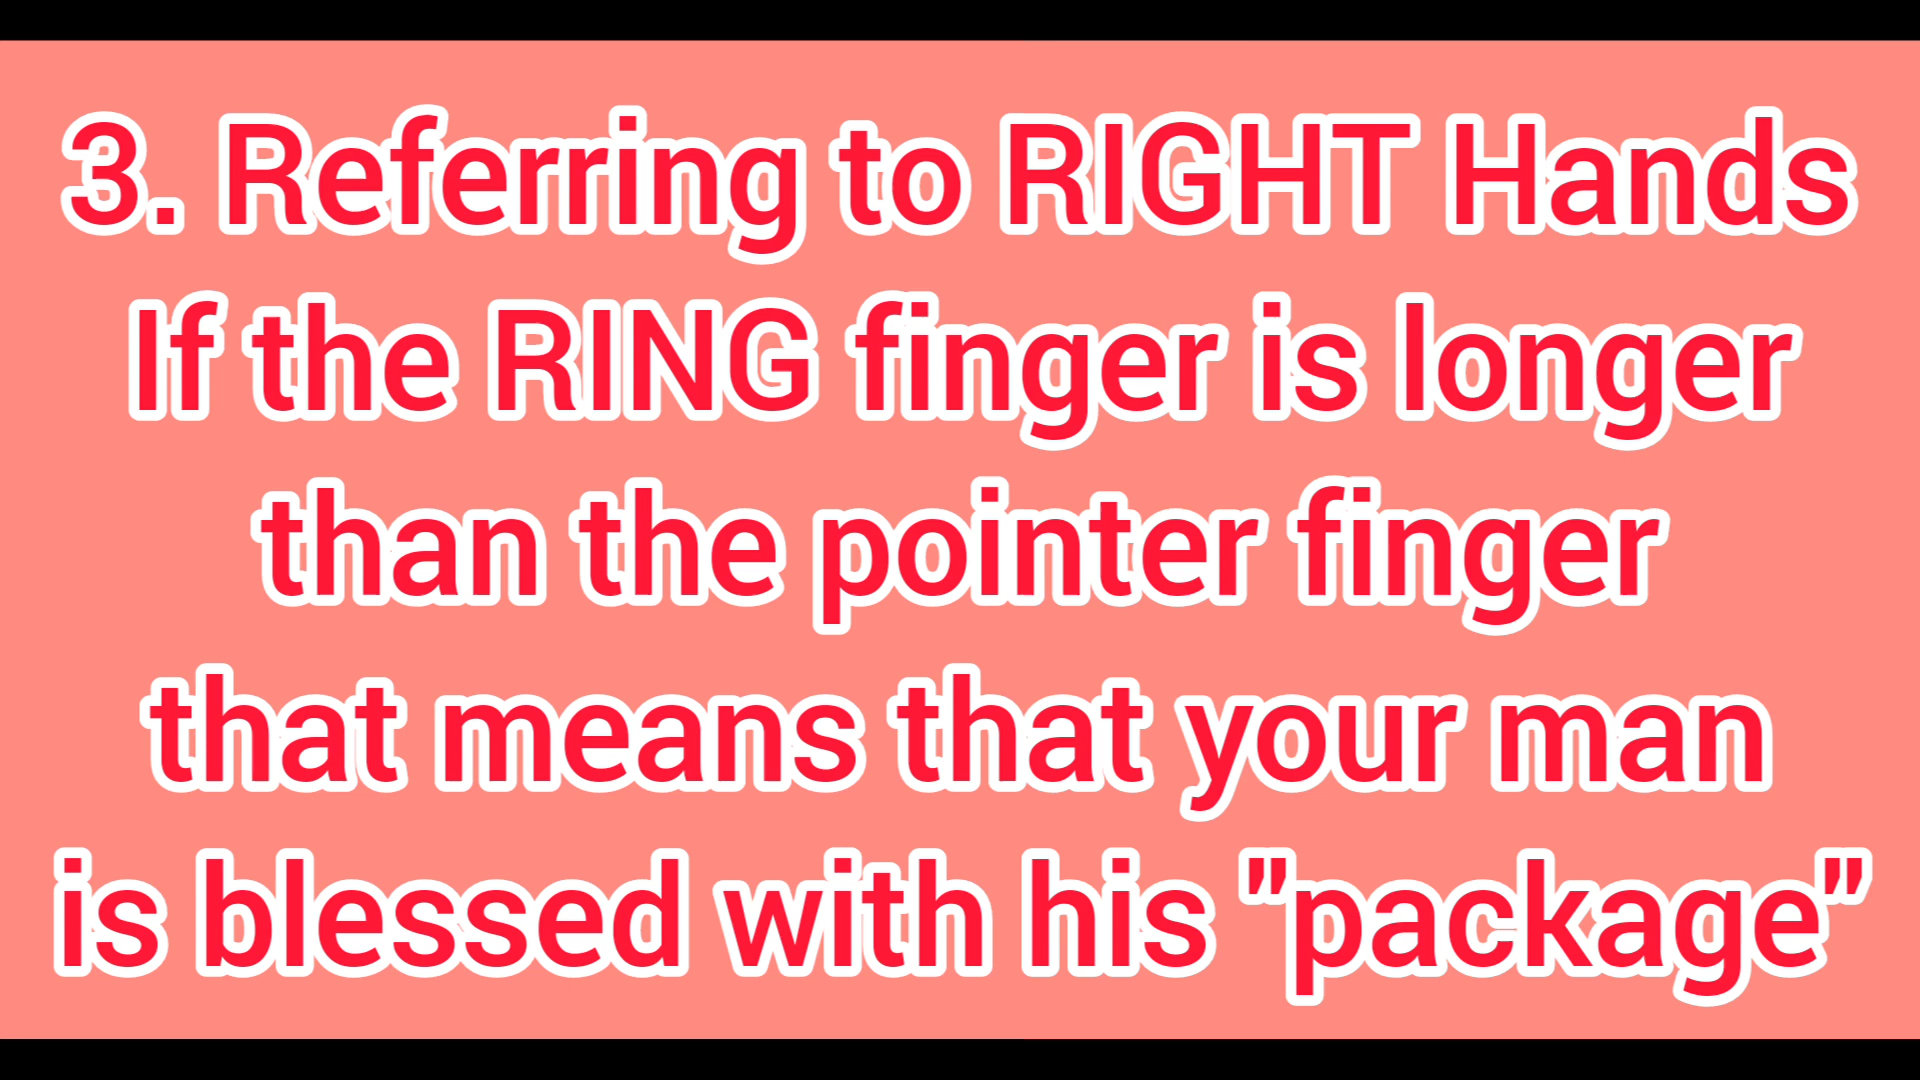 3. Referring to RIGHT Hands
If the RING finger is longer
than the pointer finger
that means that your man
is blessed with his "package"